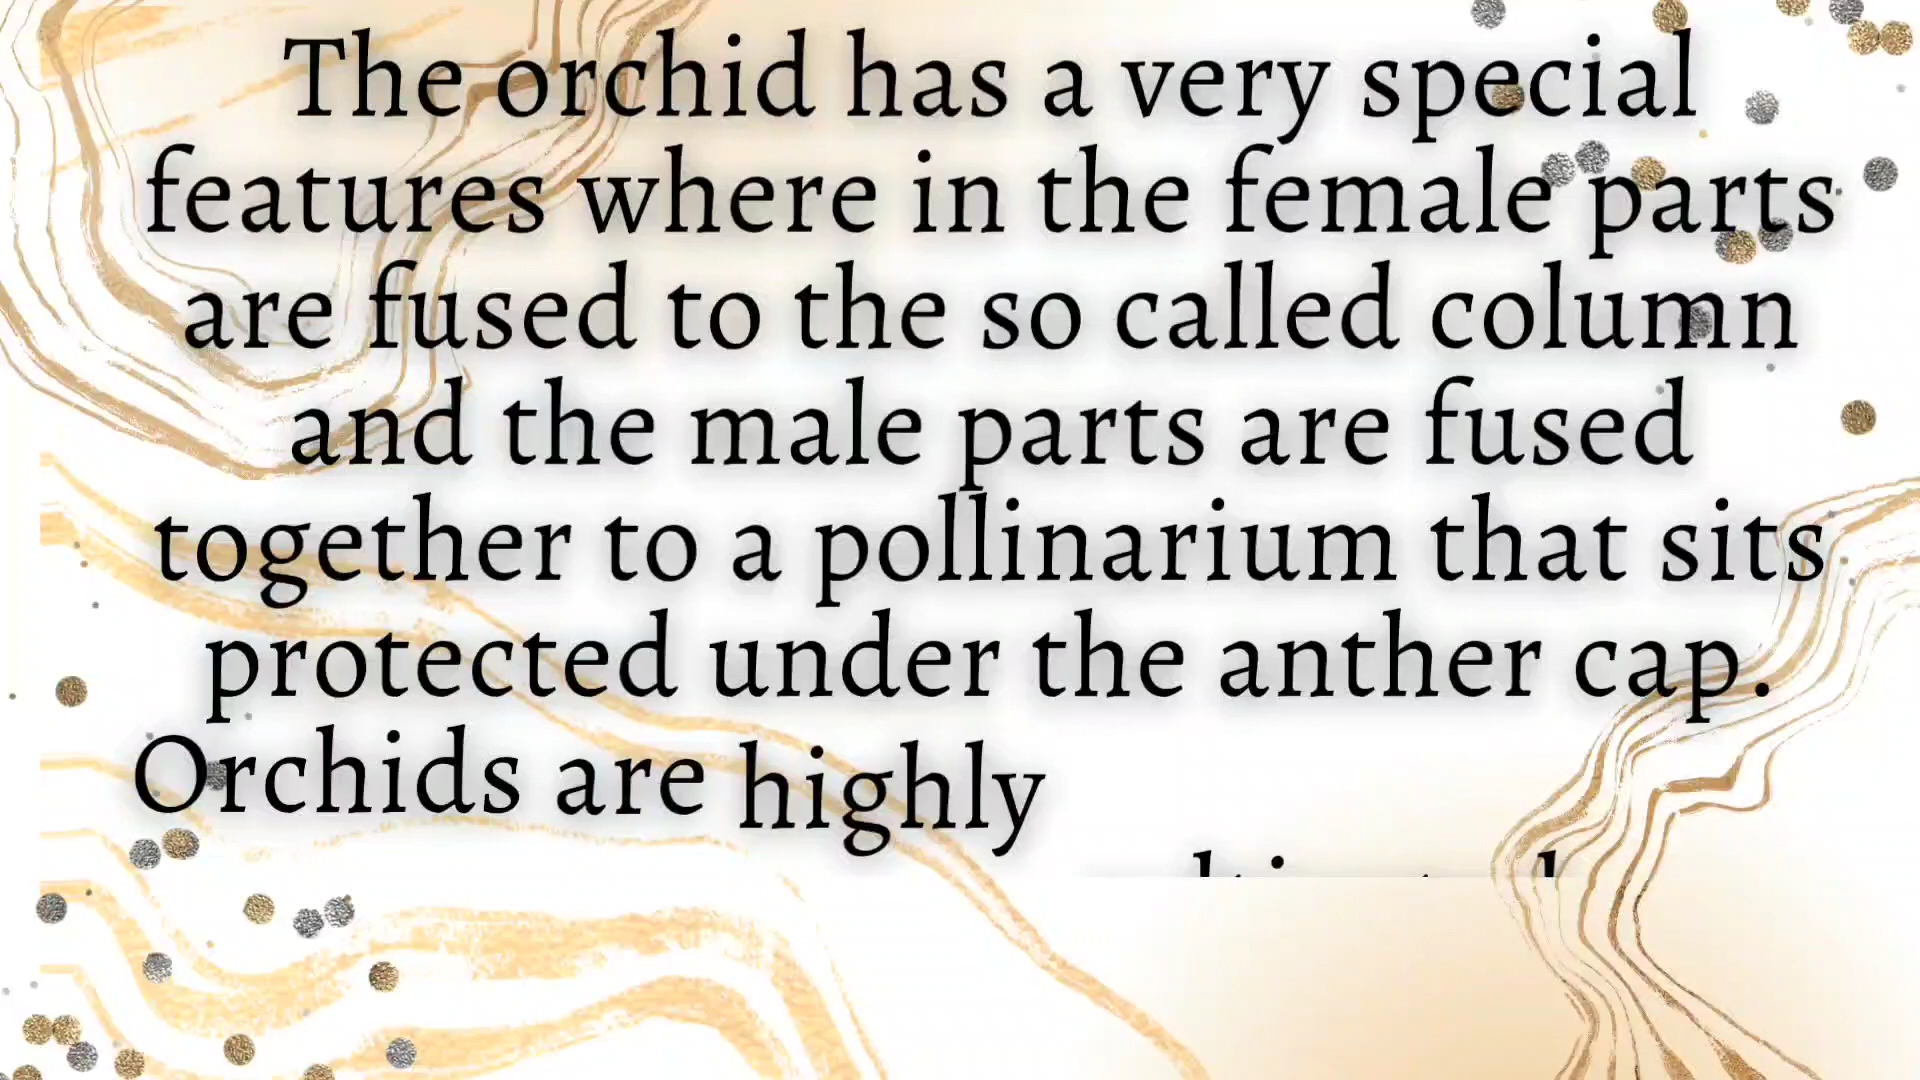 The orchid has a very special
features where in the female parts
are fused to the so called column
and the male parts are fused
together to a pollinarium that sits
protected under the anther cap.
Orchids are highly